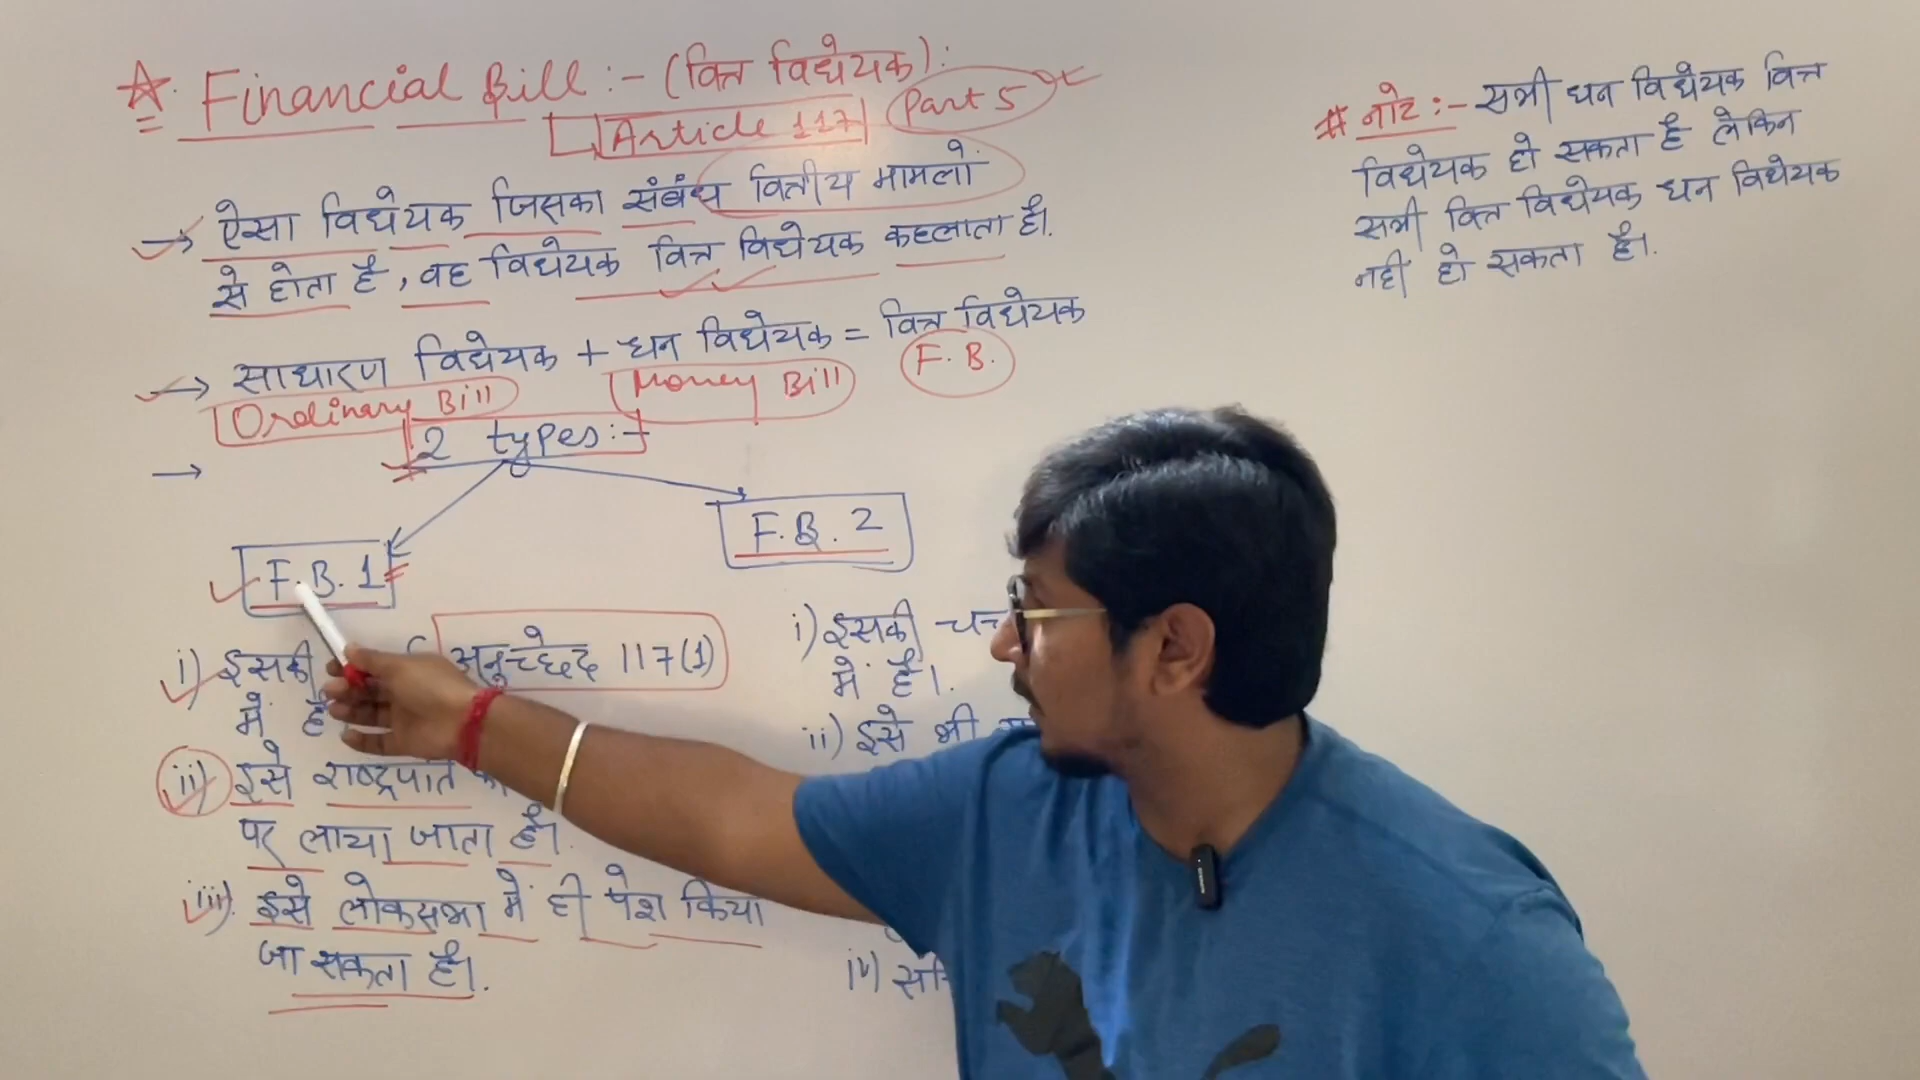 Financial Bill :- (वित्त विधेयक) :
Article 117 Part 5
→ ऐसा विधेयक जिसका संबंध वित्तीय मामलो
से होता है, वह विधेयक वित्त विधेयक कहलाता है।
→ साधारण विधेयक + धन विधेयक = वित्त विधेयक
Ordinary Bill Money Bill F.B.
→ 2 types :-
F.B. 1
i) इसकी अनुच्छेद 117(1)
में है
ii) इसे राष्ट्रपति
पर लाया जाता है।
iii) इसे लोकसभा में ही पेश किया
जा सकता है।
F.B. 2
i) इसकी
में है।
ii) इसे भी
iv)
# नोट :- सभी धन विधेयक वित्त
विधेयक हो सकता है लेकिन
सभी वित्त विधेयक धन विधेयक
नहीं हो सकता है।